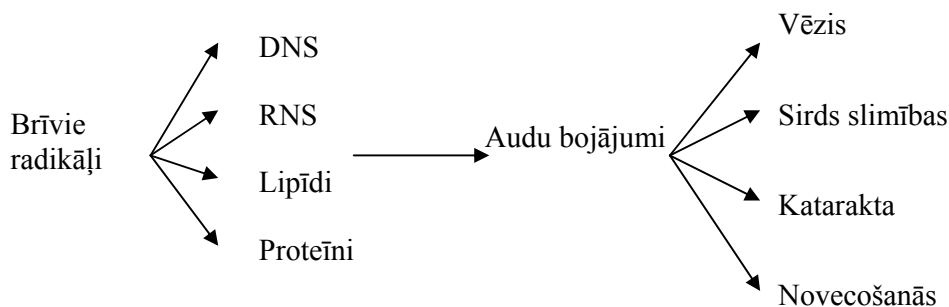 Brīvie
radikāļi
DNS
RNS
Lipīdi
Proteīni
Audu bojājumi
Vēzis
Sirds slimības
Katarakta
Novecošanās